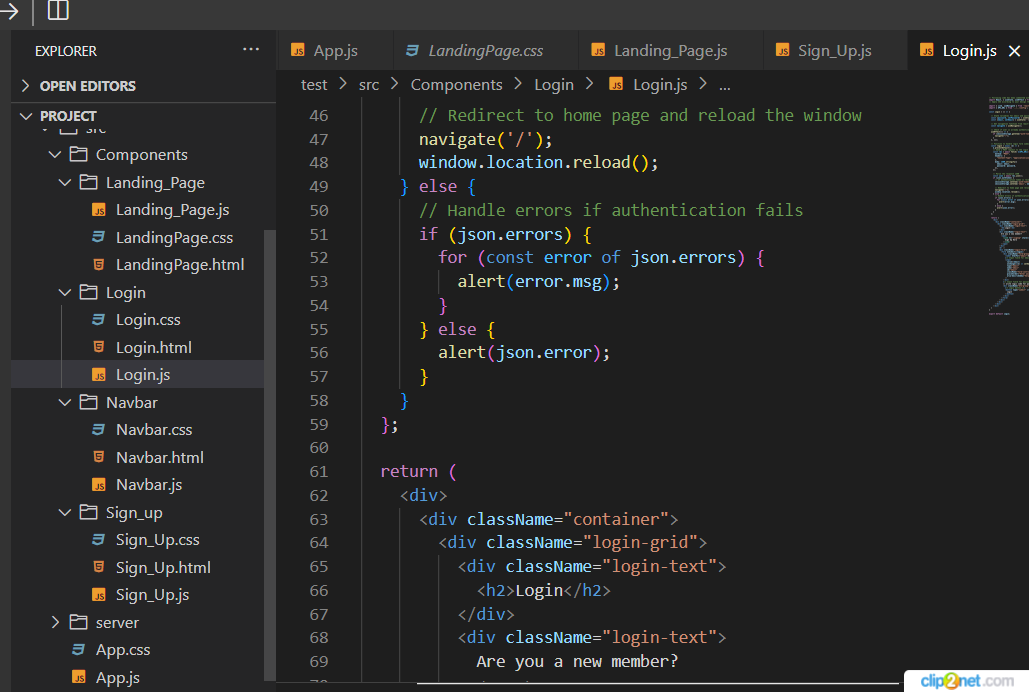 EXPLORER
OPEN EDITORS
PROJECT
src
Components
Landing_Page
Landing_Page.js
LandingPage.css
LandingPage.html
Login
Login.css
Login.html
Login.js
Navbar
Navbar.css
Navbar.html
Navbar.js
Sign_up
Sign_Up.css
Sign_Up.html
Sign_Up.js
server
App.css
App.js
App.js LandingPage.css Landing_Page.js Sign_Up.js Login.js
test > src > Components > Login > Login.js > ...
46 // Redirect to home page and reload the window
47 navigate('/');
48 window.location.reload();
49 } else {
50 // Handle errors if authentication fails
51 if (json.errors) {
52 for (const error of json.errors) {
53 alert(error.msg);
54 }
55 } else {
56 alert(json.error);
57 }
58 }
59 };
60
61 return (
62 <div>
63 <div className="container">
64 <div className="login-grid">
65 <div className="login-text">
66 <h2>Login</h2>
67 </div>
68 <div className="login-text">
69 Are you a new member?
clip2net.com